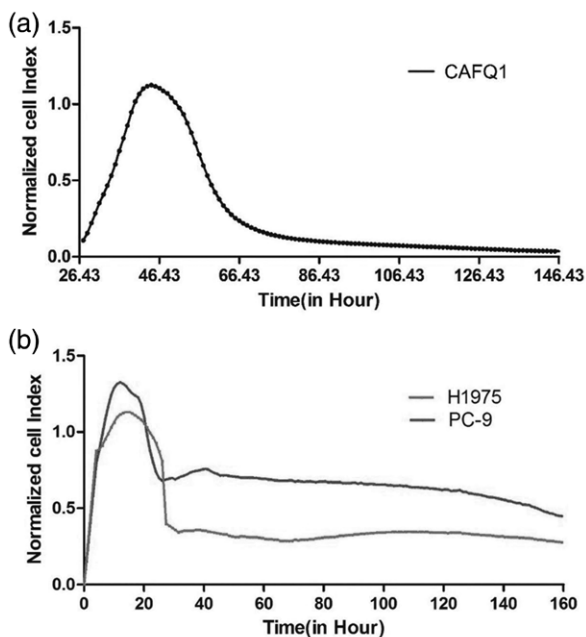 (a)
1.5
1.0
0.5
0.0
Normalized cell Index
CAFQ1
26.43 46.43 66.43 86.43 106.43 126.43 146.43
Time(in Hour)
(b)
1.5
1.0
0.5
0.0
Normalized cell Index
H1975
PC-9
0 20 40 60 80 100 120 140 160
Time(in Hour)